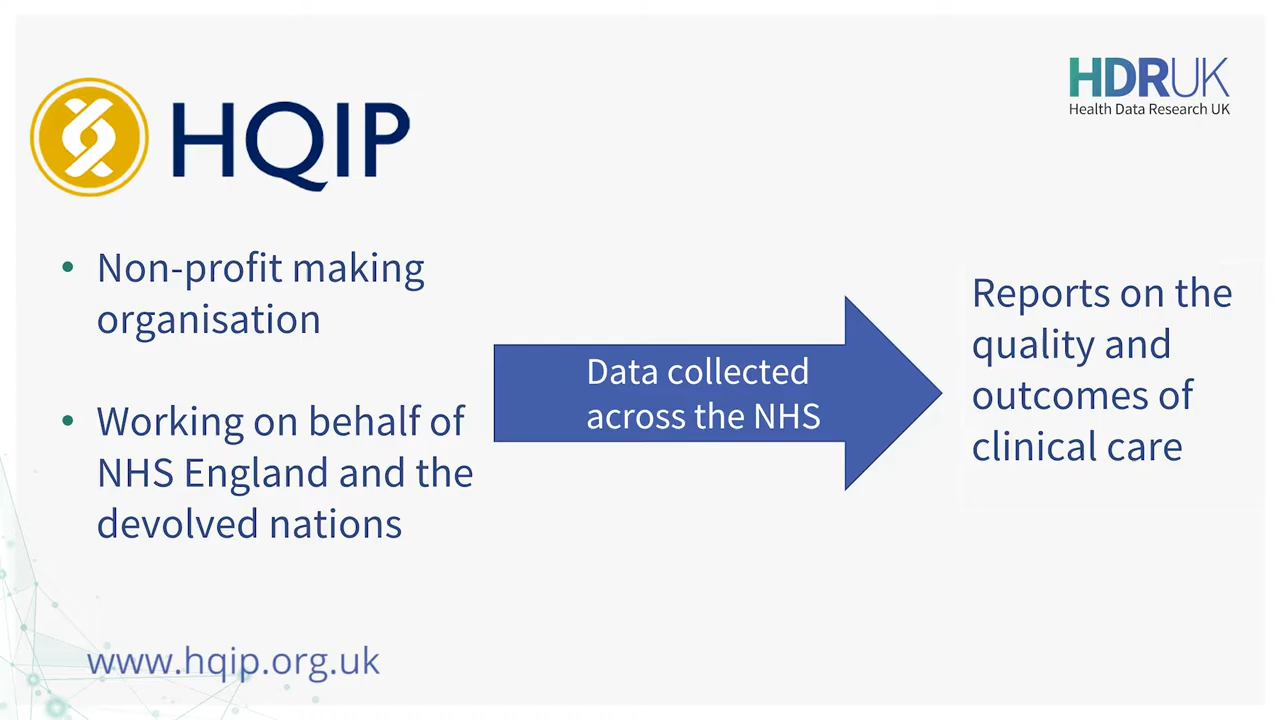 HQIP
HDRUK
Health Data Research UK
• Non-profit making
organisation
• Working on behalf of
NHS England and the
devolved nations
Data collected
across the NHS
Reports on the
quality and
outcomes of
clinical care
www.hqip.org.uk